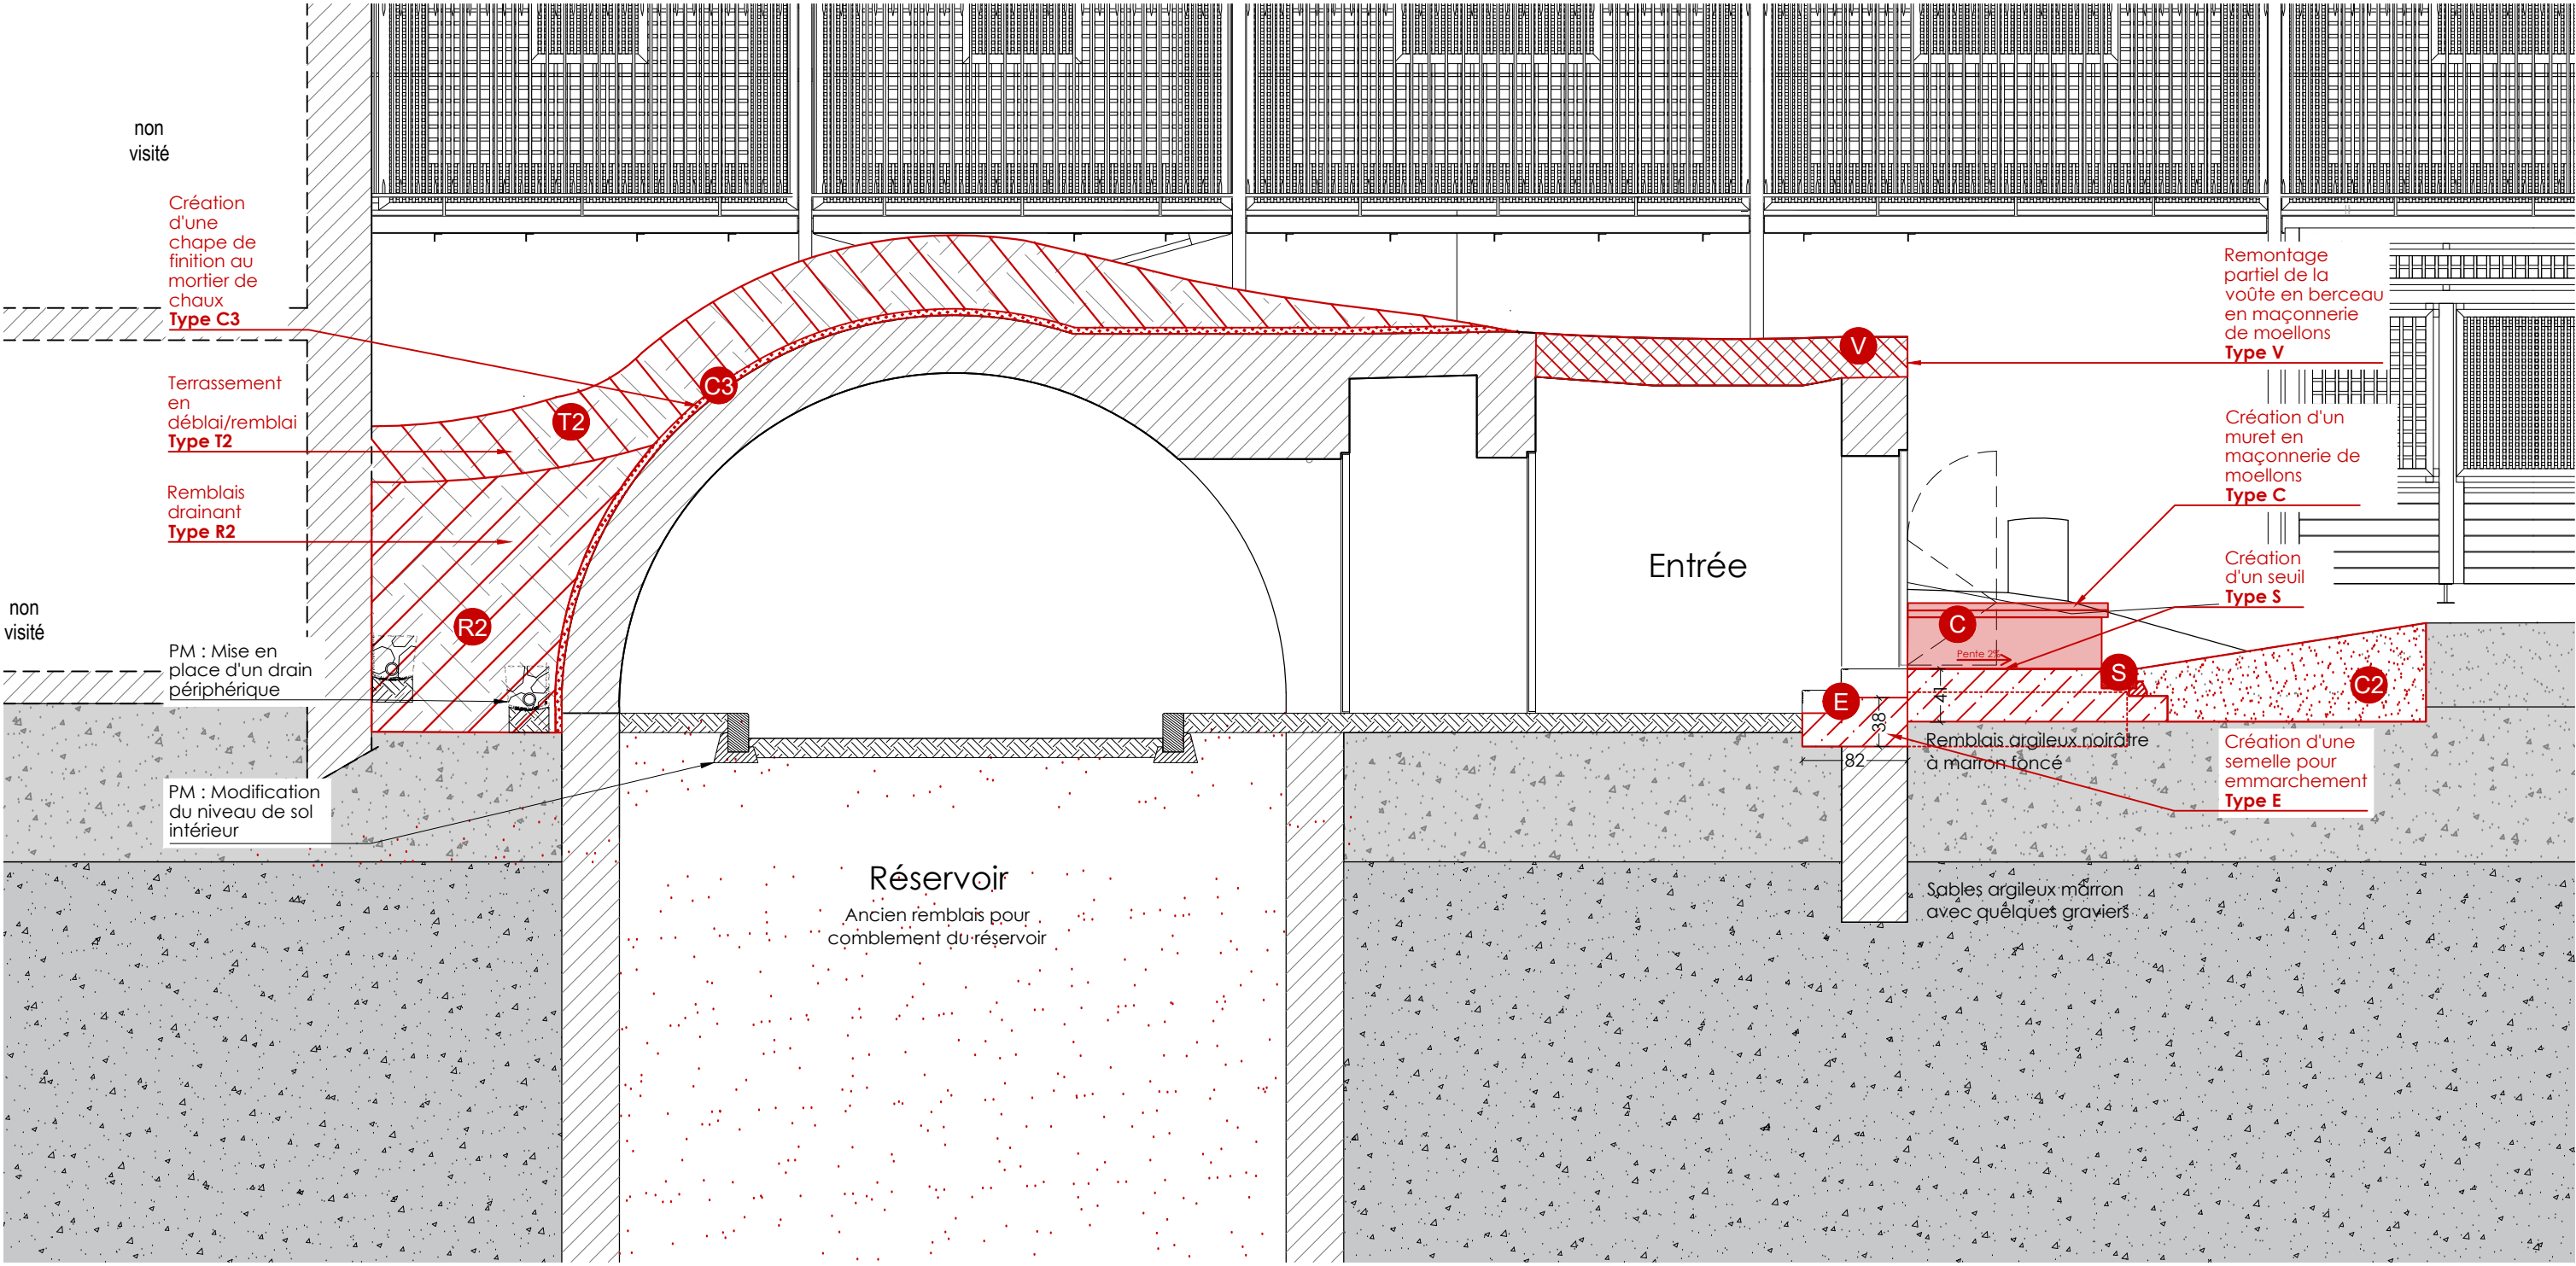 non
visité
Création
d'une
chape de
finition au
mortier de
chaux
Type C3
Terrassement
en
déblai/remblai
Type T2
Remblais
drainant
Type R2
non
visité
PM : Mise en
place d'un drain
périphérique
PM : Modification
du niveau de sol
intérieur
C3
T2
R2
Réservoir
Ancien remblais pour
comblement du réservoir
Entrée
V
C
Pente 2%
S
E
C2
41
38
82
Remblais argileux noirâtre
à marron foncé
Sables argileux marron
avec quelques graviers
Remontage
partiel de la
voûte en berceau
en maçonnerie
de moellons
Type V
Création d'un
muret en
maçonnerie de
moellons
Type C
Création
d'un seuil
Type S
Création d'une
semelle pour
emmarchement
Type E